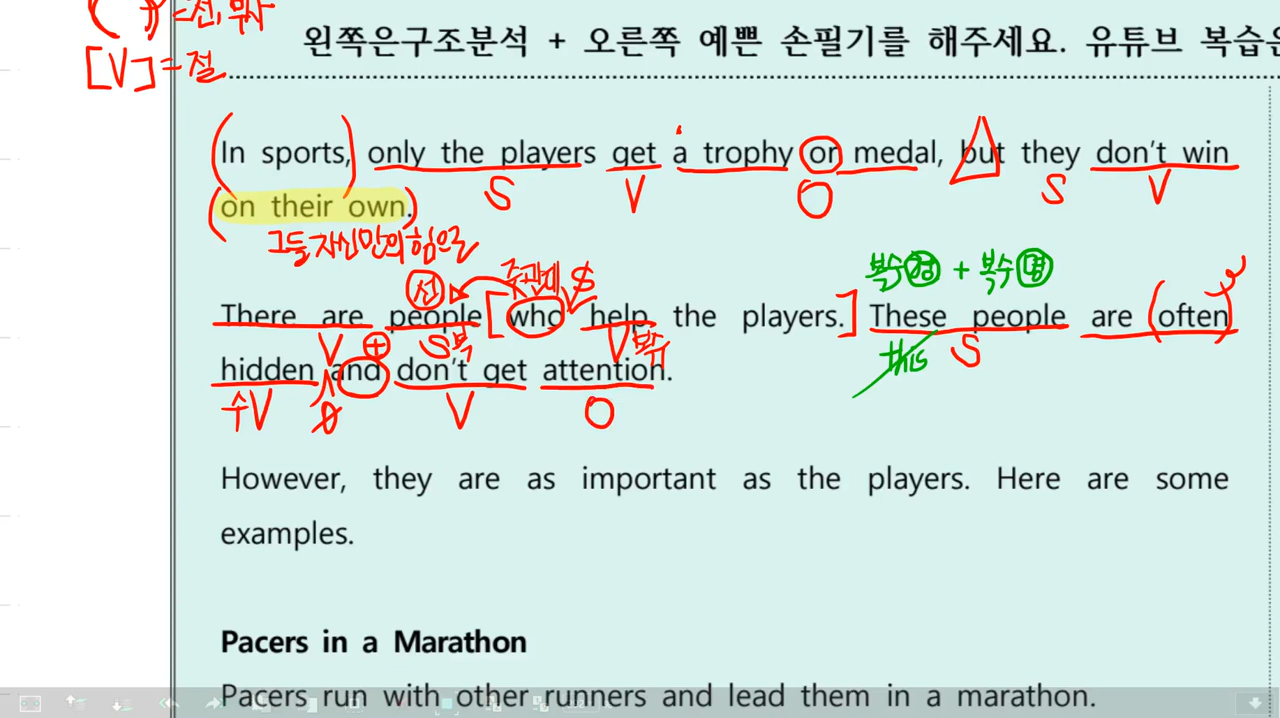 ( ) = 전, 부사
[V] = 절
왼쪽은구조분석 + 오른쪽 예쁜 손필기를 해주세요. 유튜브 복습은
In sports, only the players get a trophy or medal, but they don't win
S V O S V
on their own.
그들 자신만의 힘으로
복수형 + 복수명
선 주관대 S
There are people [who help the players.] These people are (often)
V S복 V복 S
this
hidden and don't get attention.
수V V O
However, they are as important as the players. Here are some
examples.
Pacers in a Marathon
Pacers run with other runners and lead them in a marathon.